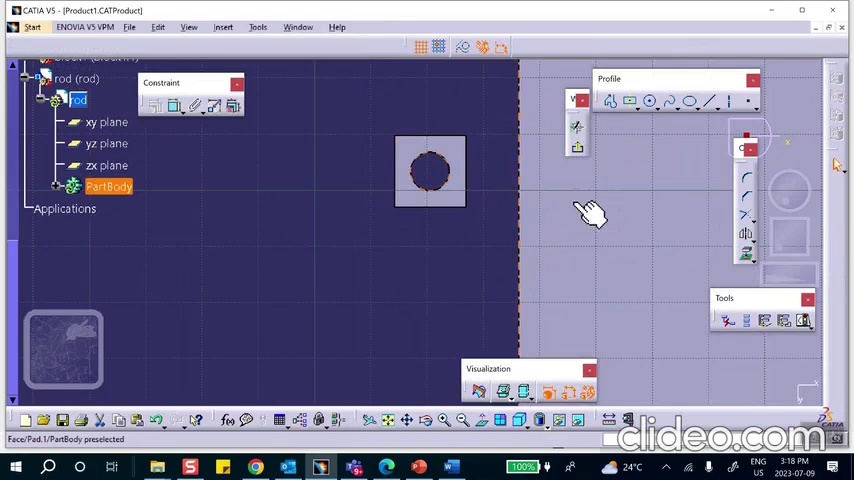 CATIA V5 - [Product1.CATProduct]
Start ENOVIA V5 VPM File Edit View Insert Tools Window Help
rod (rod)
rod
xy plane
yz plane
zx plane
PartBody
Applications
Constraint
Profile
Tools
Visualization
x
Face/Pad.1/PartBody preselected
CATIA
clideo.com
100%
24°C
ENG
US
3:18 PM
2023-07-09